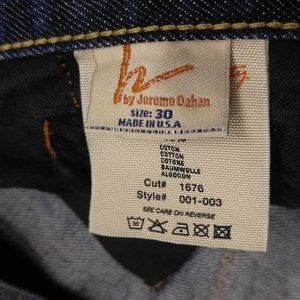 by Jerome Dahan
size: 30
MADE IN U.S.A
COTON
COTTON
COTONE
BAUMWOLLE
ALGODON
Cut# 1676
Style# 001-003
SEE CARE ON REVERSE